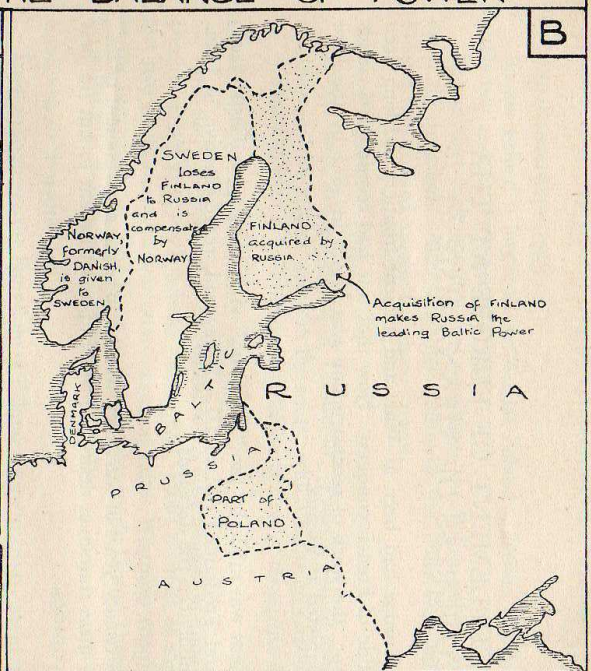 THE BALANCE OF POWER
B
SWEDEN
loses
FINLAND
to RUSSIA
and is
compensated
by
NORWAY
NORWAY,
formerly
DANISH,
is given
to
SWEDEN
FINLAND
acquired by
RUSSIA
Acquisition of FINLAND
makes RUSSIA the
leading Baltic Power
RUSSIA
DENMARK
BALTIC
PRUSSIA
PART of
POLAND
AUSTRIA